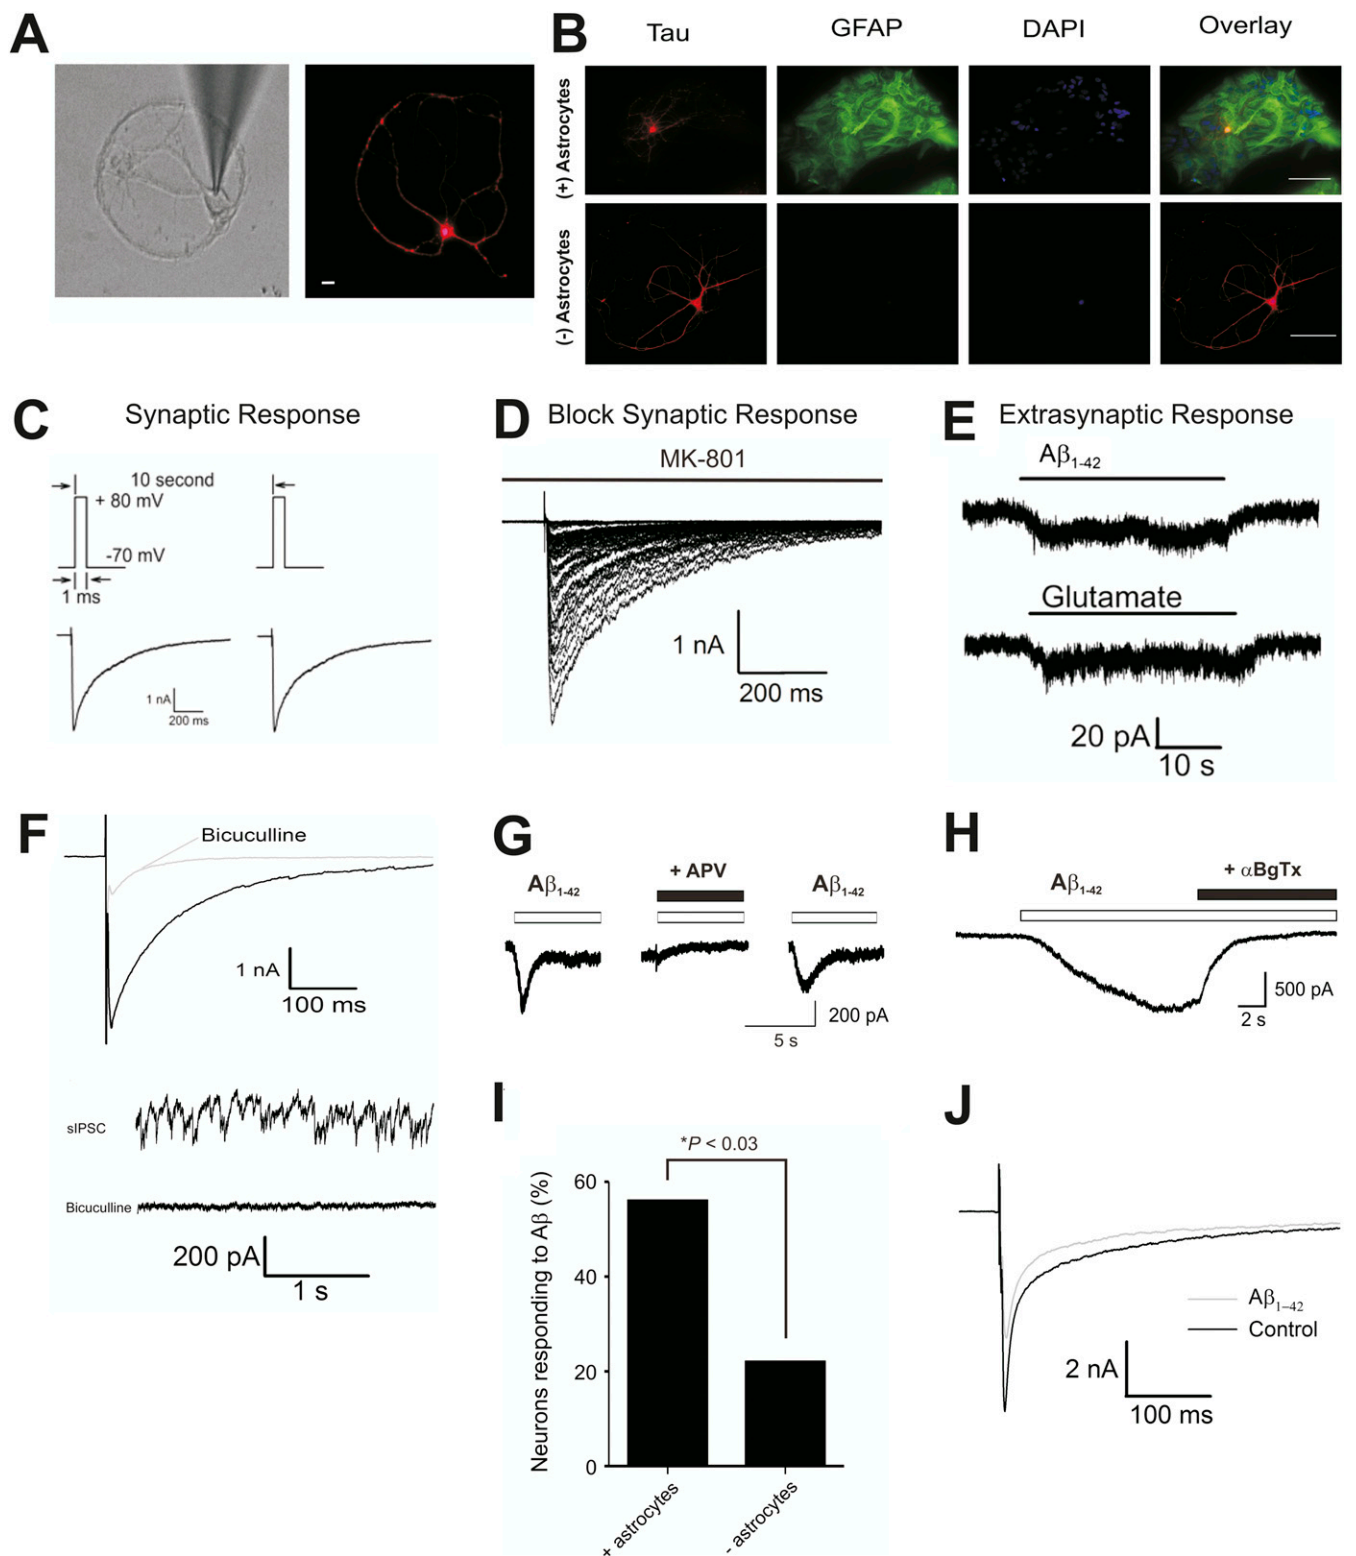 A
B
Tau GFAP DAPI Overlay
(+) Astrocytes
(-) Astrocytes
C Synaptic Response
10 second
+ 80 mV
-70 mV
1 ms
1 nA
200 ms
D Block Synaptic Response
MK-801
1 nA
200 ms
E Extrasynaptic Response
Aβ1-42
Glutamate
20 pA
10 s
F
Bicuculline
1 nA
100 ms
sIPSC
Bicuculline
200 pA
1 s
G
Aβ1-42 + APV Aβ1-42
200 pA
5 s
H
Aβ1-42 + αBgTx
500 pA
2 s
I
*P < 0.03
Neurons responding to Aβ (%)
60
40
20
0
+ astrocytes
- astrocytes
J
Aβ1–42
Control
2 nA
100 ms